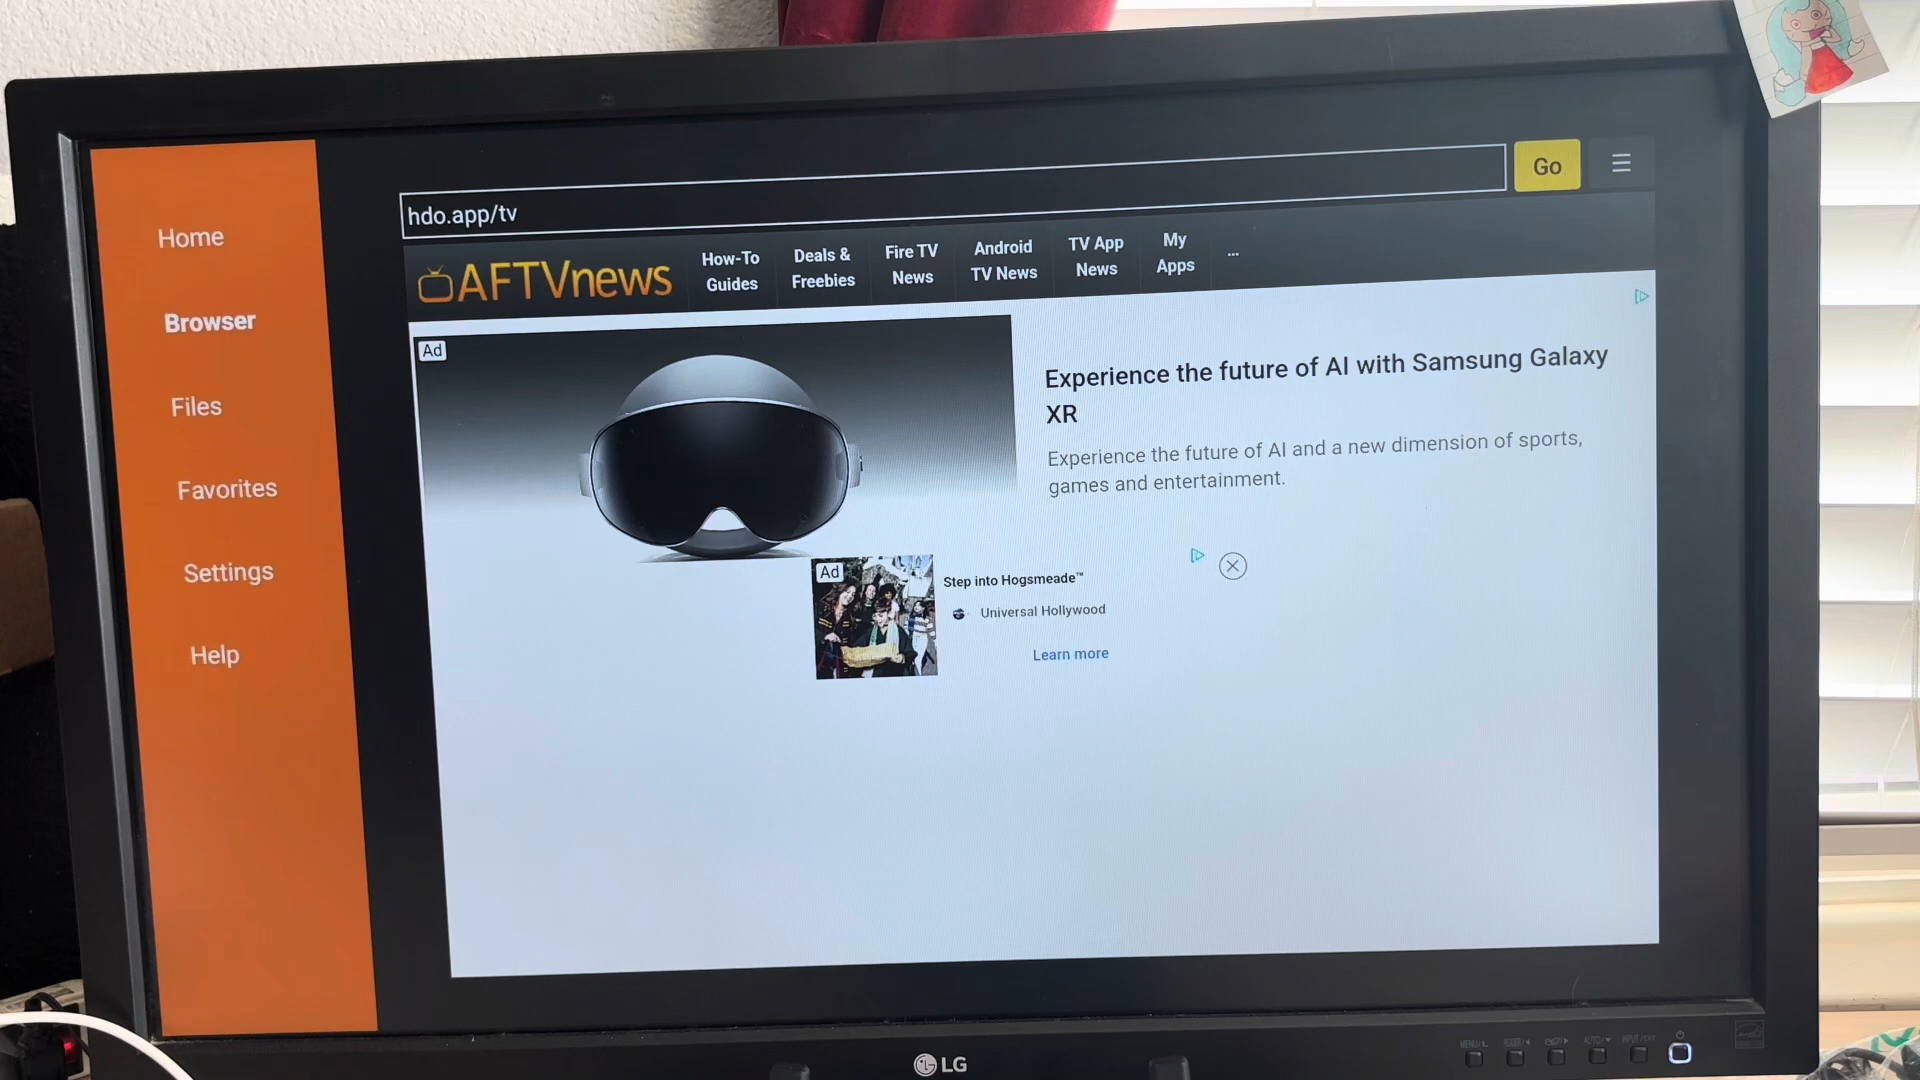 Home
Browser
Files
Favorites
Settings
Help
hdo.app/tv
Go
AFTVnews
How-To
Guides
Deals &
Freebies
Fire TV
News
Android
TV News
TV App
News
My
Apps
...
Ad
Experience the future of AI with Samsung Galaxy
XR
Experience the future of AI and a new dimension of sports,
games and entertainment.
Ad
Step into Hogsmeade™
Universal Hollywood
Learn more
LG